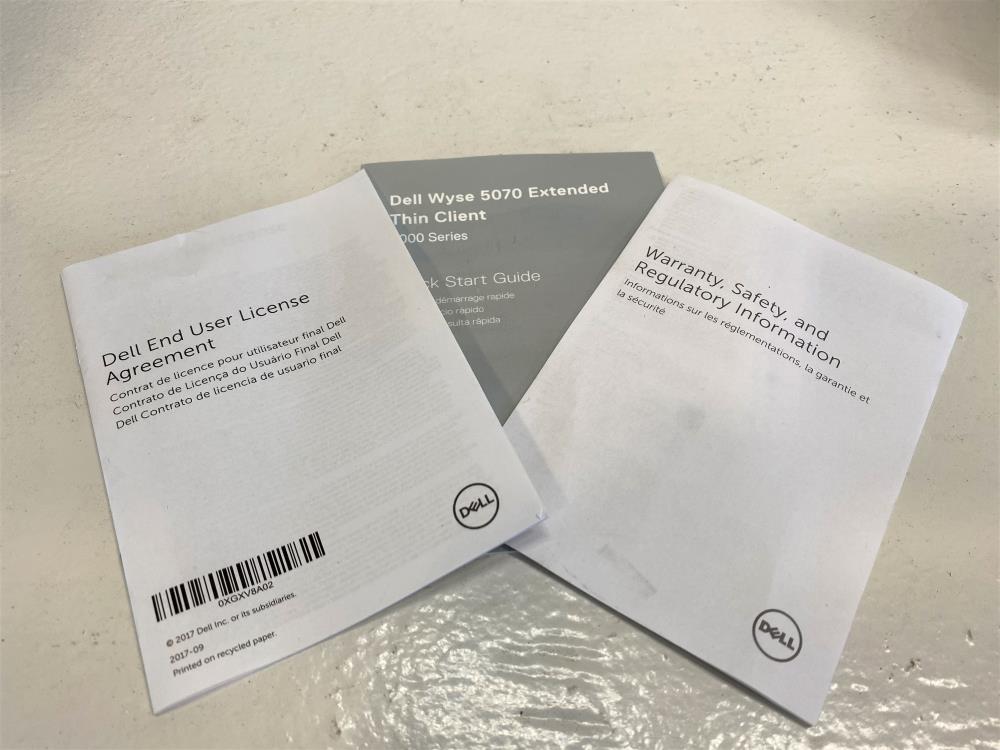 Dell End User License
Agreement
Contrat de licence pour utilisateur final Dell
Contrato de Licença do Usuário Final Dell
Dell Contrato de licencia de usuario final
DELL
0XGXV8A02
© 2017 Dell Inc. or its subsidiaries.
2017-09
Printed on recycled paper.
Dell Wyse 5070 Extended
Thin Client
000 Series
ck Start Guide
démarrage rapide
cio rápido
sulta rápida
Warranty, Safety, and
Regulatory Information
Informations sur les réglementations, la garantie et
la sécurité
DELL